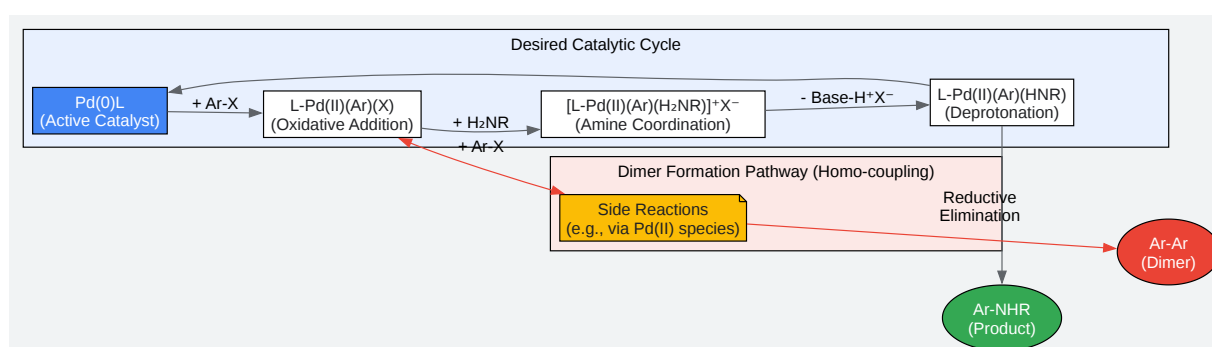 Desired Catalytic Cycle
Pd(0)L
(Active Catalyst)
+ Ar-X
L-Pd(II)(Ar)(X)
(Oxidative Addition)
+ H₂NR
[L-Pd(II)(Ar)(H₂NR)]⁺X⁻
(Amine Coordination)
- Base-H⁺X⁻
L-Pd(II)(Ar)(HNR)
(Deprotonation)
+ Ar-X
Dimer Formation Pathway (Homo-coupling)
Side Reactions
(e.g., via Pd(II) species)
Reductive
Elimination
Ar-Ar
(Dimer)
Ar-NHR
(Product)